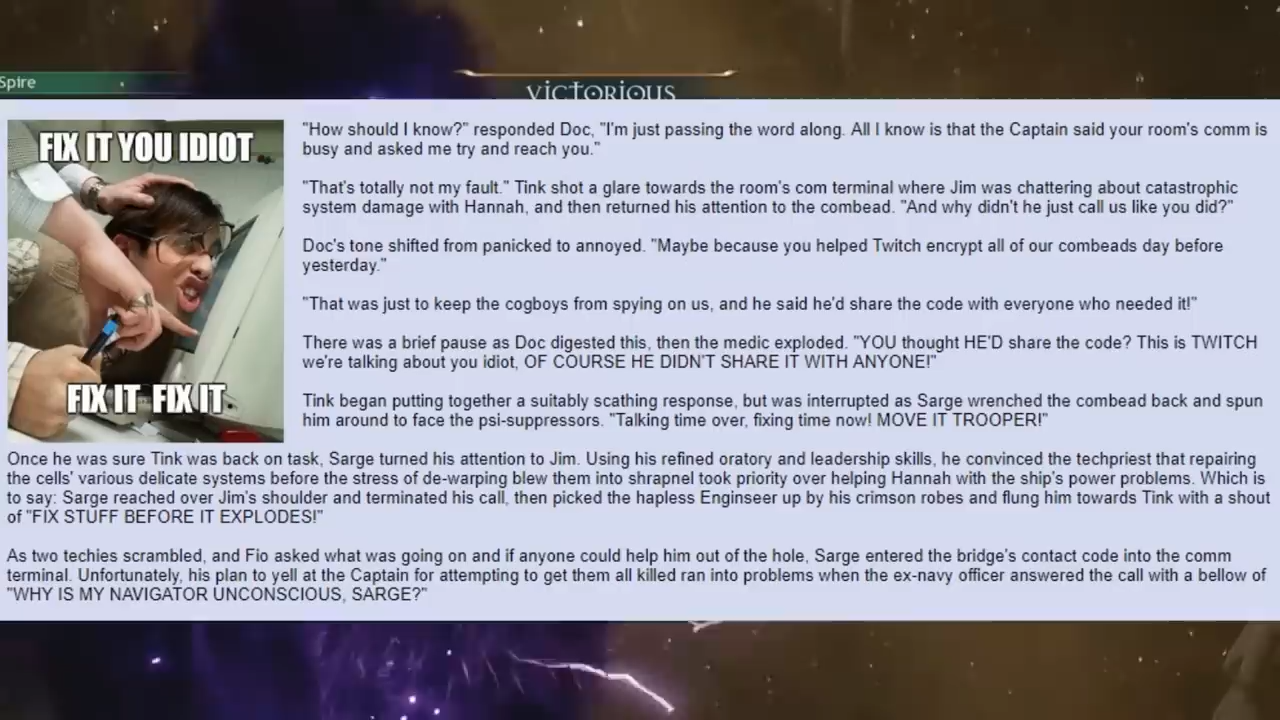 Spire
VICTORIOUS
FIX IT YOU IDIOT
FIX IT FIX IT
"How should I know?" responded Doc, "I'm just passing the word along. All I know is that the Captain said your room's comm is
busy and asked me try and reach you."
"That's totally not my fault." Tink shot a glare towards the room's com terminal where Jim was chattering about catastrophic
system damage with Hannah, and then returned his attention to the combead. "And why didn't he just call us like you did?"
Doc's tone shifted from panicked to annoyed. "Maybe because you helped Twitch encrypt all of our combeads day before
yesterday."
"That was just to keep the cogboys from spying on us, and he said he'd share the code with everyone who needed it!"
There was a brief pause as Doc digested this, then the medic exploded. "YOU thought HE'D share the code? This is TWITCH
we're talking about you idiot, OF COURSE HE DIDN'T SHARE IT WITH ANYONE!"
Tink began putting together a suitably scathing response, but was interrupted as Sarge wrenched the combead back and spun
him around to face the psi-suppressors. "Talking time over, fixing time now! MOVE IT TROOPER!"
Once he was sure Tink was back on task, Sarge turned his attention to Jim. Using his refined oratory and leadership skills, he convinced the techpriest that repairing
the cells' various delicate systems before the stress of de-warping blew them into shrapnel took priority over helping Hannah with the ship's power problems. Which is
to say: Sarge reached over Jim's shoulder and terminated his call, then picked the hapless Engineer up by his crimson robes and flung him towards Tink with a shout
of "FIX STUFF BEFORE IT EXPLODES!"
As two techies scrambled, and Fio asked what was going on and if anyone could help him out of the hole, Sarge entered the bridge's contact code into the comm
terminal. Unfortunately, his plan to yell at the Captain for attempting to get them all killed ran into problems when the ex-navy officer answered the call with a bellow of
"WHY IS MY NAVIGATOR UNCONSCIOUS, SARGE?"